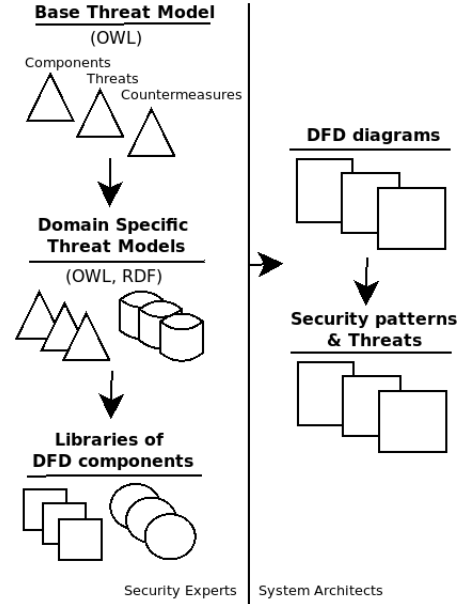 Base Threat Model
(OWL)
Components
Threats
Countermeasures
Domain Specific
Threat Models
(OWL, RDF)
Libraries of
DFD components
Security Experts
DFD diagrams
Security patterns
& Threats
System Architects